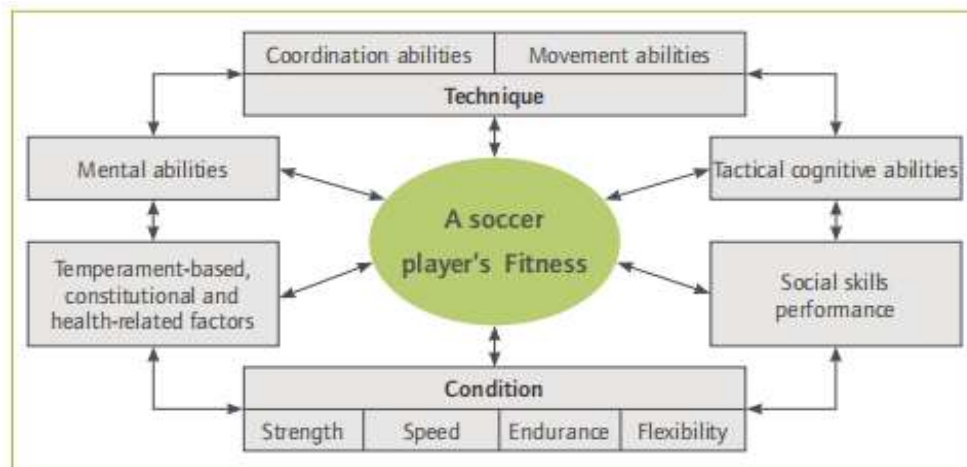 Coordination abilities
Movement abilities
Technique
Mental abilities
Tactical cognitive abilities
A soccer
player's Fitness
Temperament-based,
constitutional and
health-related factors
Social skills
performance
Condition
Strength
Speed
Endurance
Flexibility